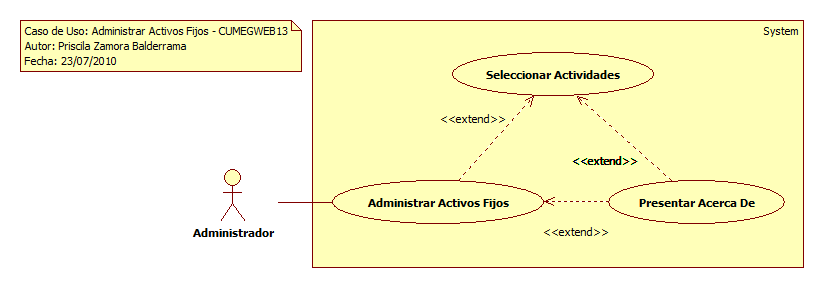 Caso de Uso: Administrar Activos Fijos - CUMEGWEB13
Autor: Priscila Zamora Balderrama
Fecha: 23/07/2010
System
Seleccionar Actividades
<<extend>>
<<extend>>
Administrar Activos Fijos
Presentar Acerca De
<<extend>>
Administrador